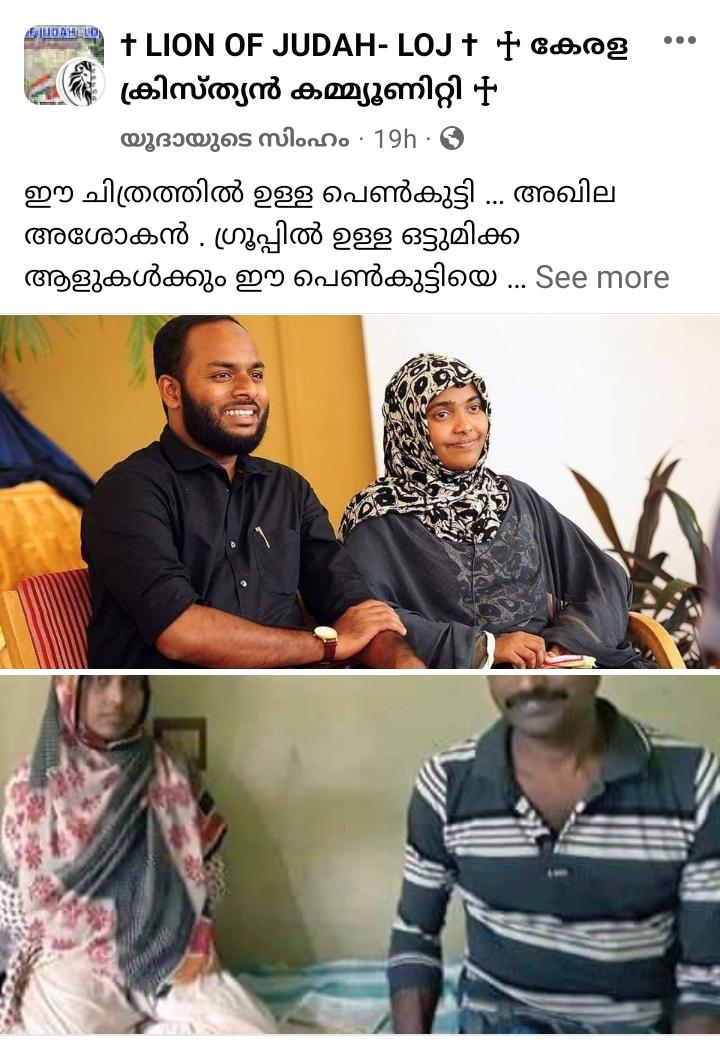 † LION OF JUDAH- LOJ † ☩ കേരള
ക്രിസ്ത്യൻ കമ്മ്യൂണിറ്റി ☩
യൂദായുടെ സിംഹം · 19h ·
ഈ ചിത്രത്തിൽ ഉള്ള പെൺകുട്ടി ... അഖില
അശോകൻ . ഗ്രൂപ്പിൽ ഉള്ള ഒട്ടുമിക്ക
ആളുകൾക്കും ഈ പെൺകുട്ടിയെ ... See more